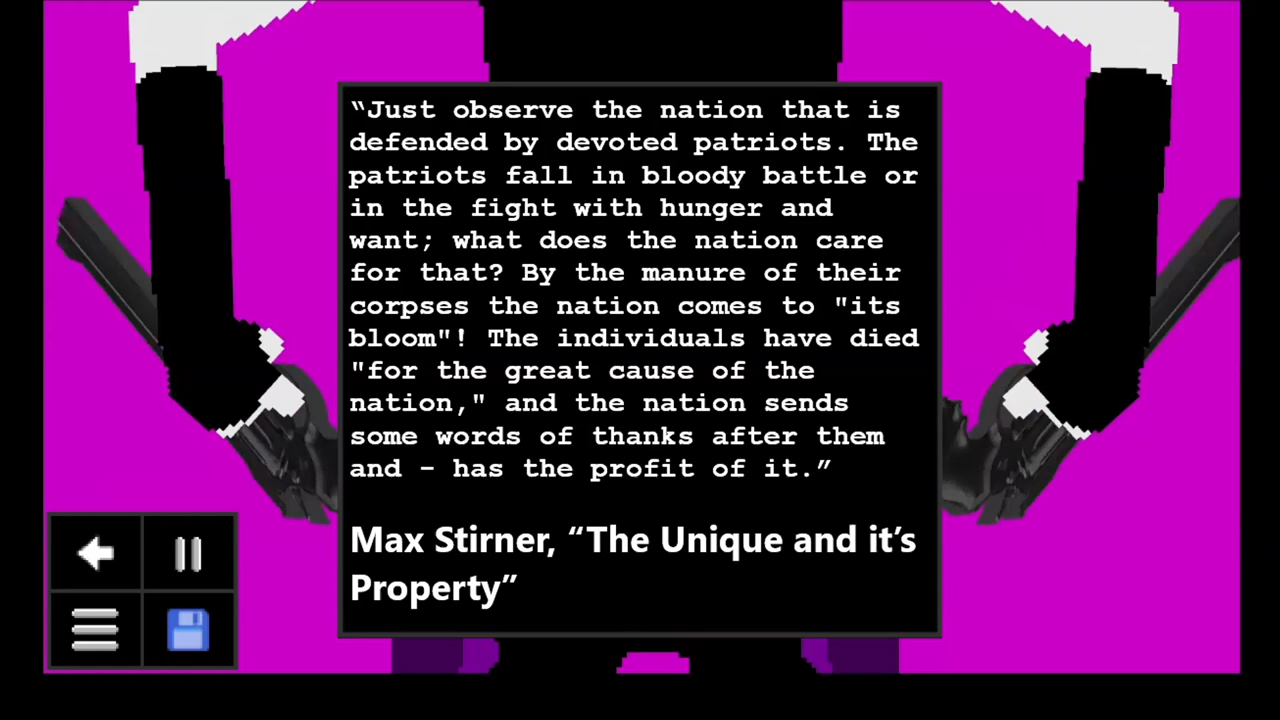 “Just observe the nation that is
defended by devoted patriots. The
patriots fall in bloody battle or
in the fight with hunger and
want; what does the nation care
for that? By the manure of their
corpses the nation comes to "its
bloom"! The individuals have died
"for the great cause of the
nation," and the nation sends
some words of thanks after them
and – has the profit of it.”
Max Stirner, “The Unique and it’s
Property”